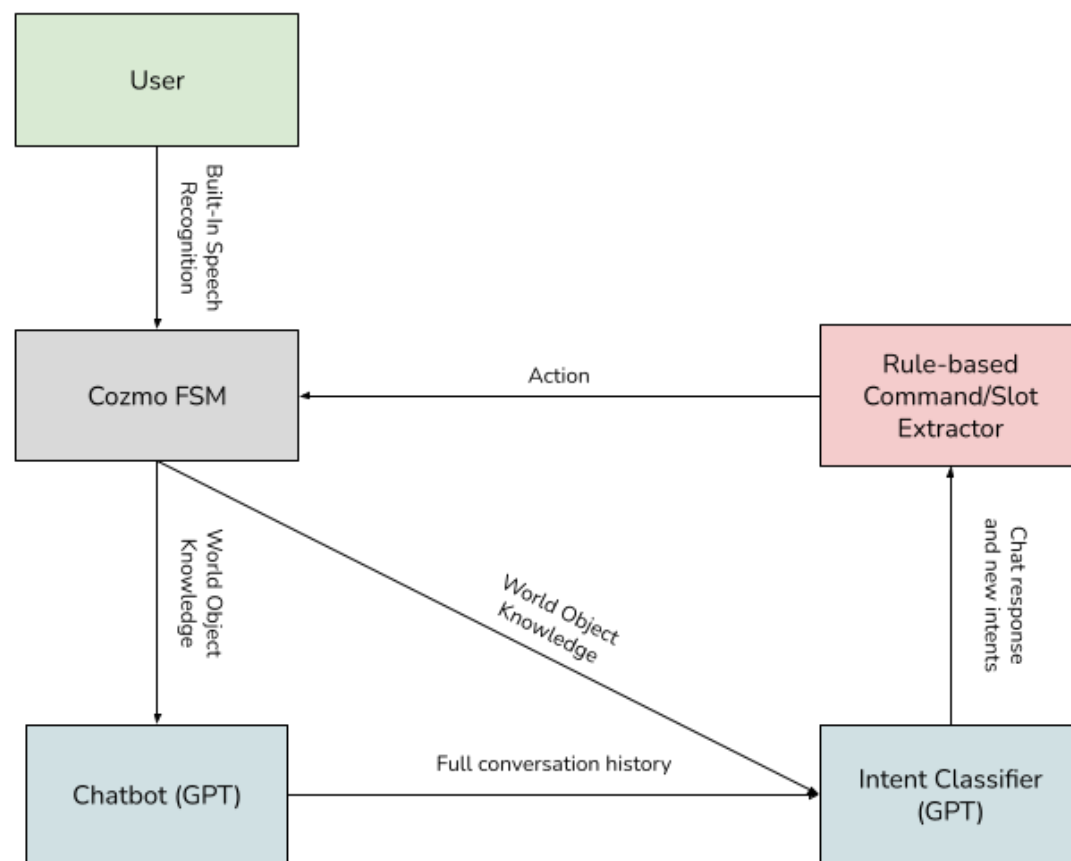 User
Built-In Speech
Recognition
Cozmo FSM
Action
Rule-based
Command/Slot
Extractor
World Object
Knowledge
World Object
Knowledge
Chat response
and new intents
Chatbot (GPT)
Full conversation history
Intent Classifier
(GPT)